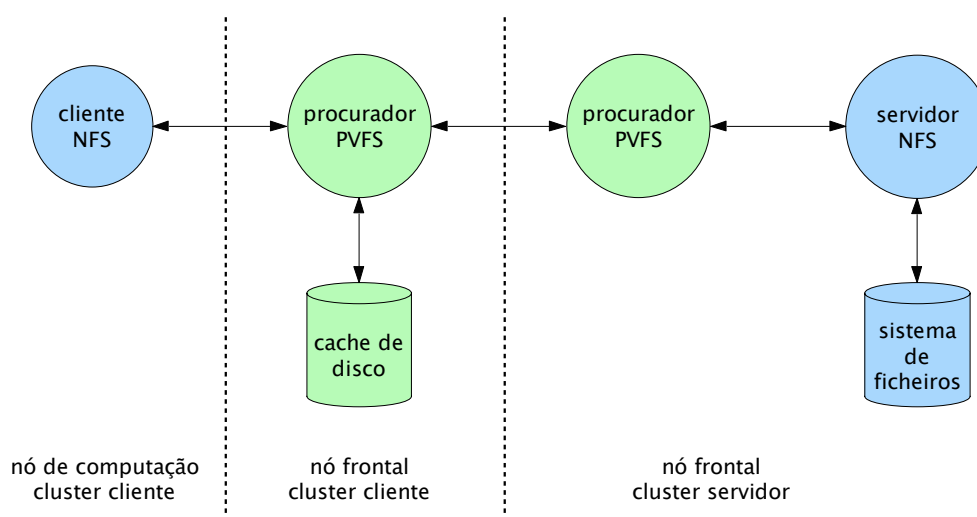 cliente
NFS
procurador
PVFS
procurador
PVFS
servidor
NFS
cache de
disco
sistema
de
ficheiros
nó de computação
cluster cliente
nó frontal
cluster cliente
nó frontal
cluster servidor